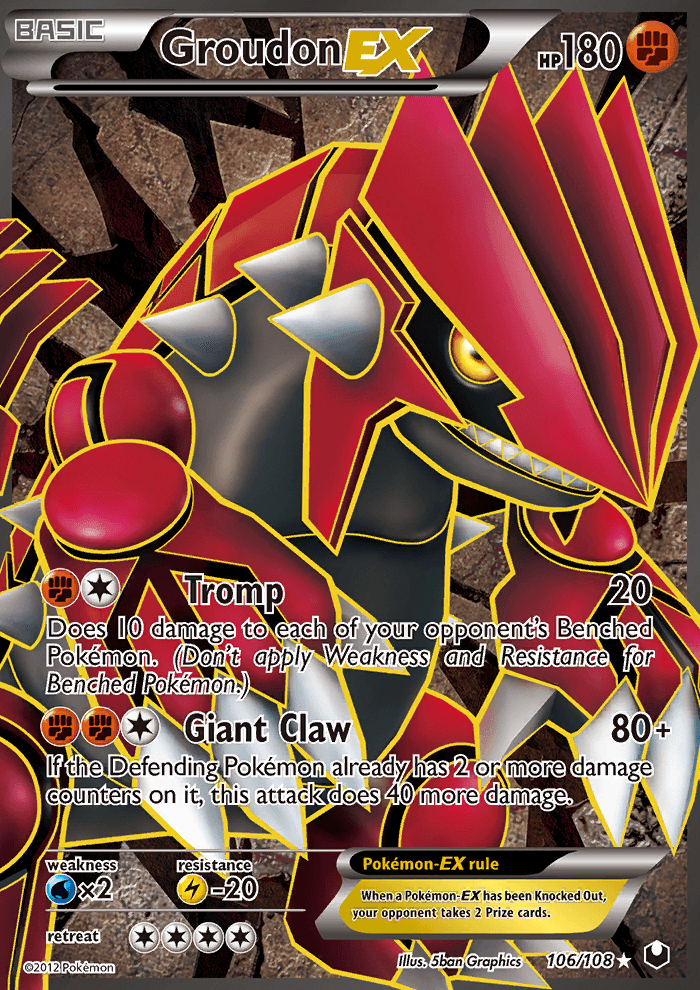 BASIC
Groudon EX
HP180
Tromp 20
Does 10 damage to each of your opponent's Benched
Pokémon. (Don't apply Weakness and Resistance for
Benched Pokémon.)
Giant Claw 80+
If the Defending Pokémon already has 2 or more damage
counters on it, this attack does 40 more damage.
weakness
×2
resistance
-20
retreat
Pokémon-EX rule
When a Pokémon-EX has been Knocked Out,
your opponent takes 2 Prize cards.
©2012 Pokémon
Illus. 5ban Graphics
106/108 ★